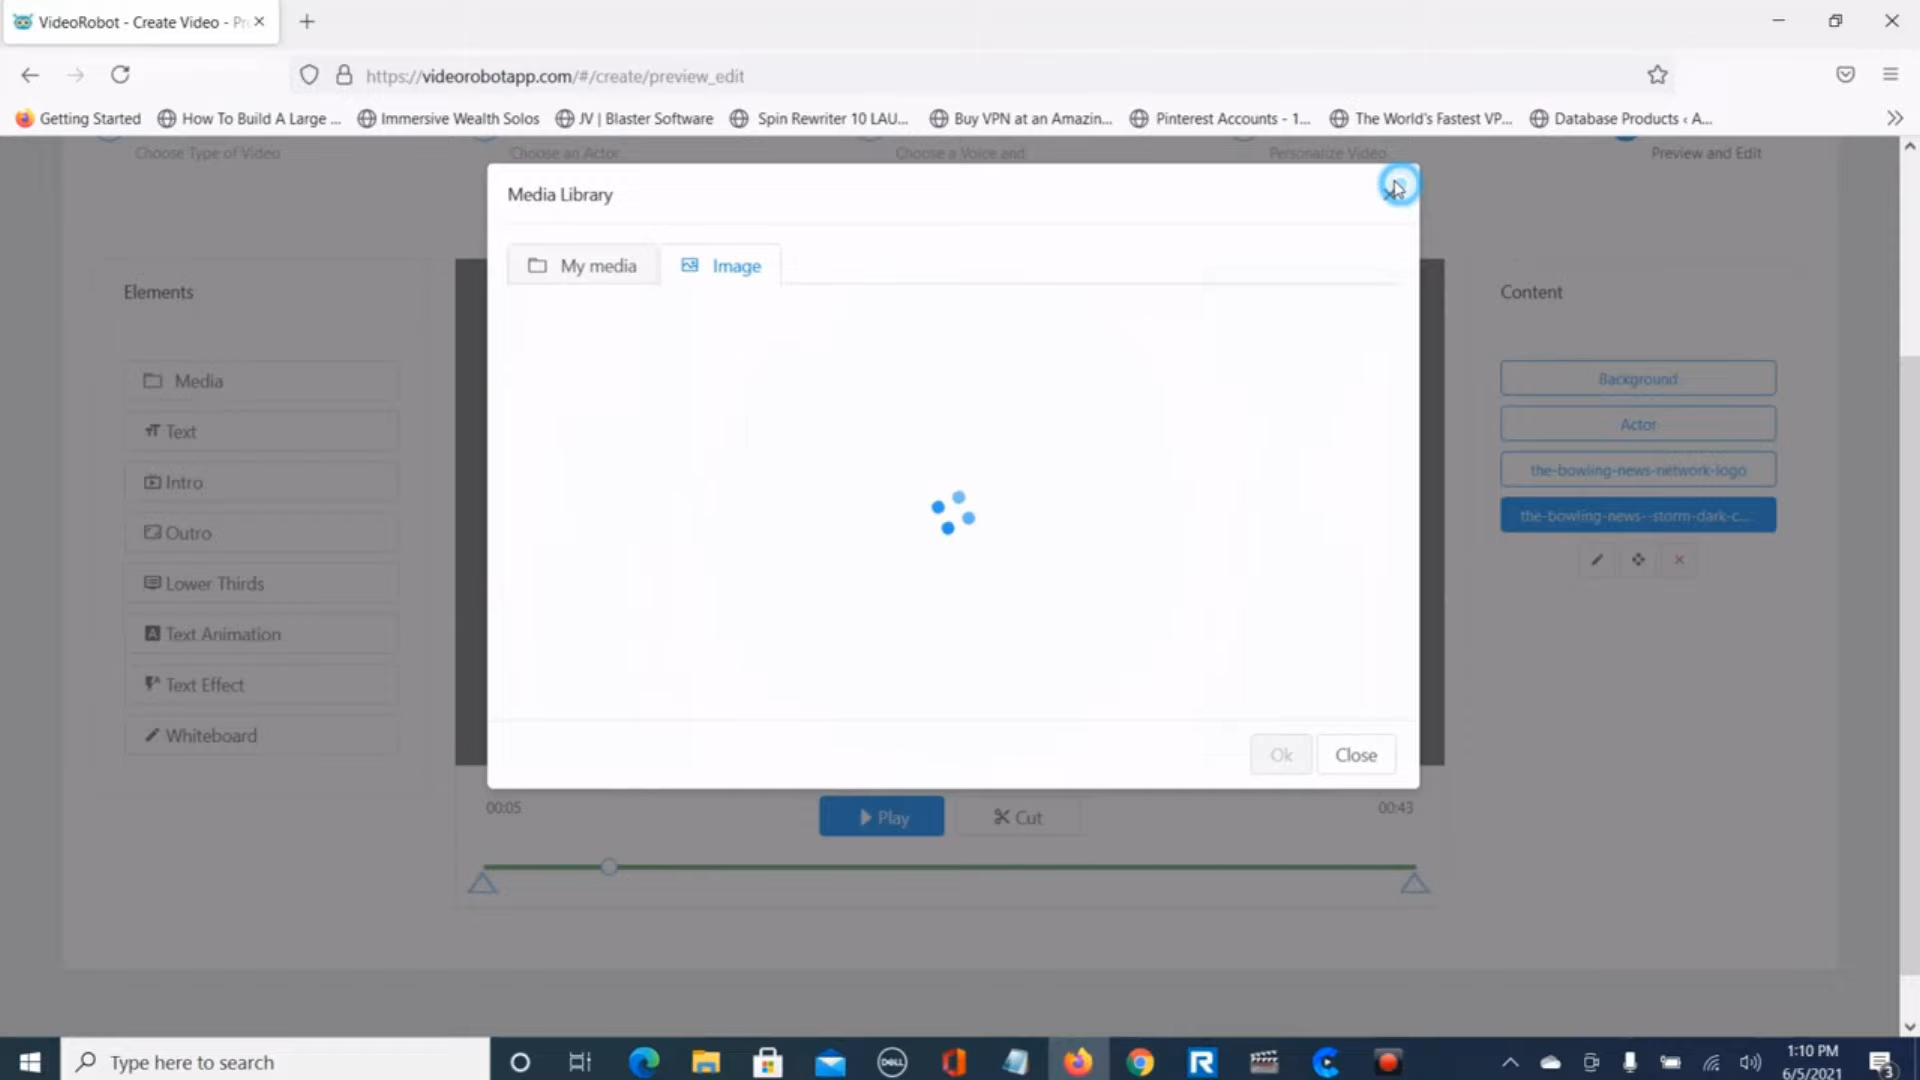 VideoRobot - Create Video - Pr
https://videorobotapp.com/#/create/preview_edit
Getting Started
How To Build A Large ...
Immersive Wealth Solos
JV | Blaster Software
Spin Rewriter 10 LAU...
Buy VPN at an Amazin...
Pinterest Accounts - 1...
The World's Fastest VP...
Database Products ‹ A...
Choose Type of Video
Choose an Actor
Choose a Voice and
Personalize Video
Preview and Edit
Media Library
My media
Image
Elements
Media
Text
Intro
Outro
Lower Thirds
Text Animation
Text Effect
Whiteboard
Content
Background
Actor
the-bowling-news-network-logo
the-bowling-news--storm-dark-c...
Ok
Close
00:05
Play
Cut
00:43
Type here to search
DELL
1:10 PM
6/5/2021
3